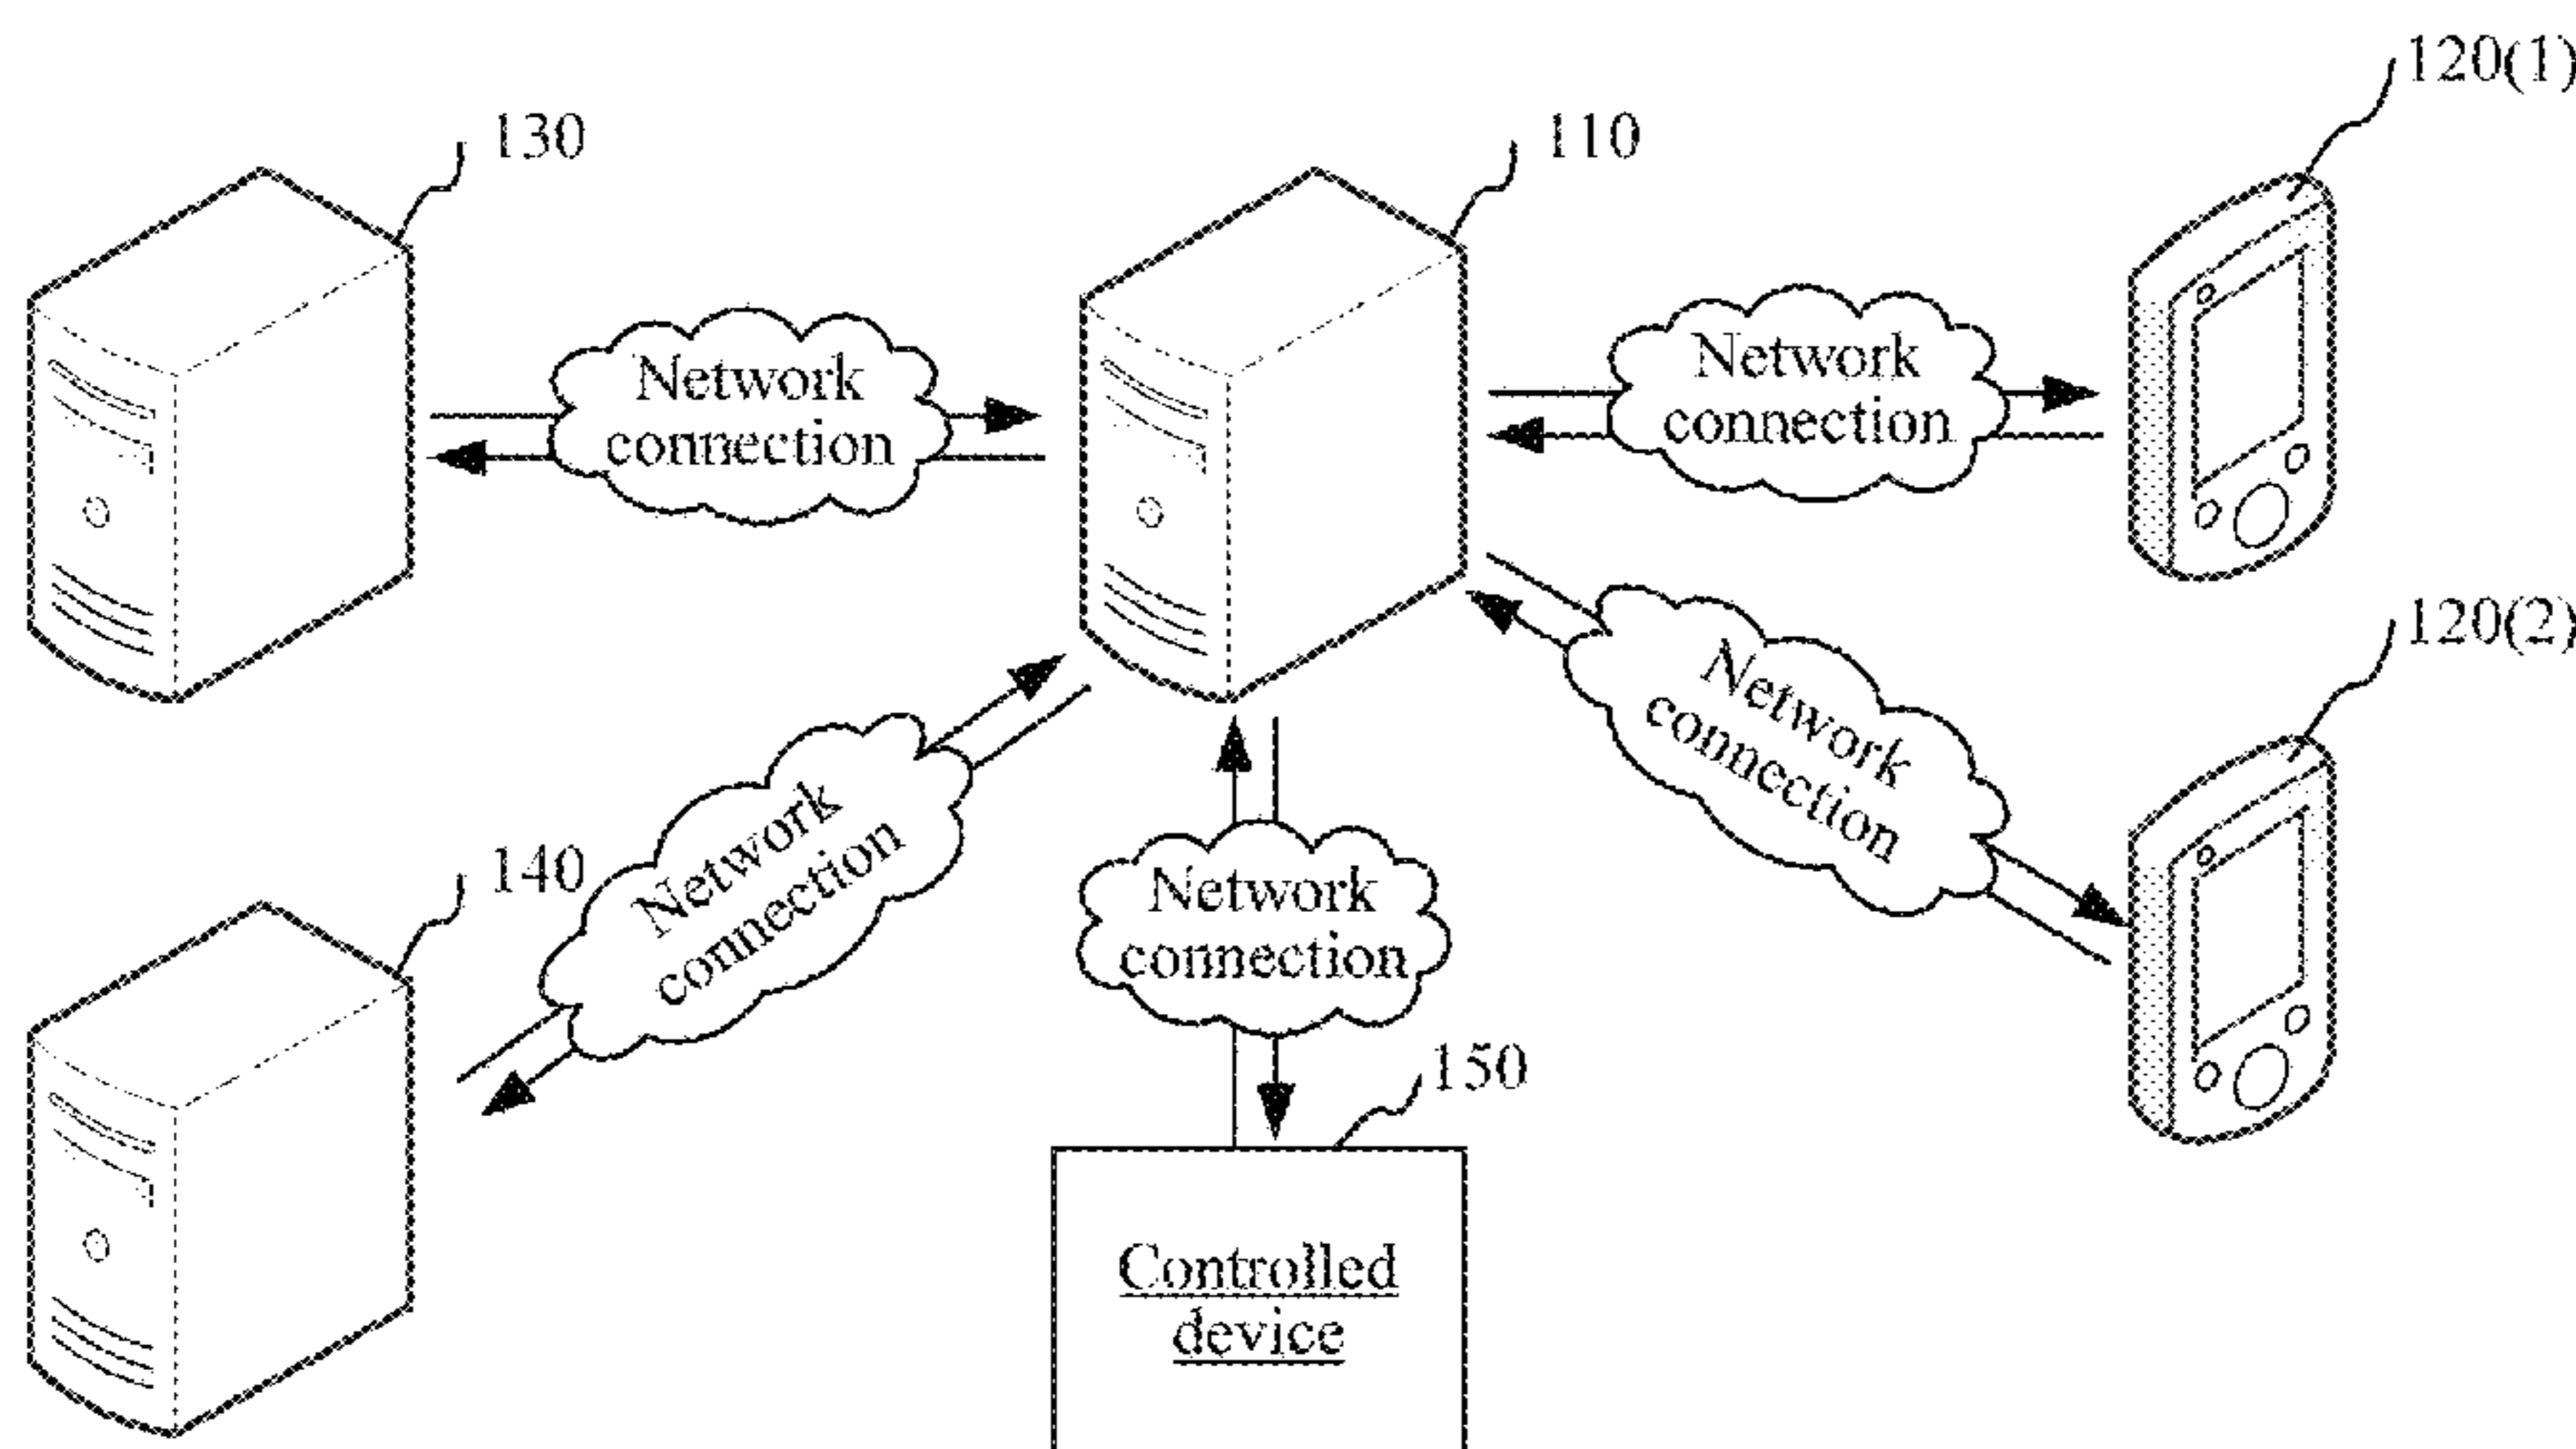 120(1)
130
110
Network
connection
Network
connection
120(2)
Network
connection
140
Network
connection
Network
connection
150
Controlled
device